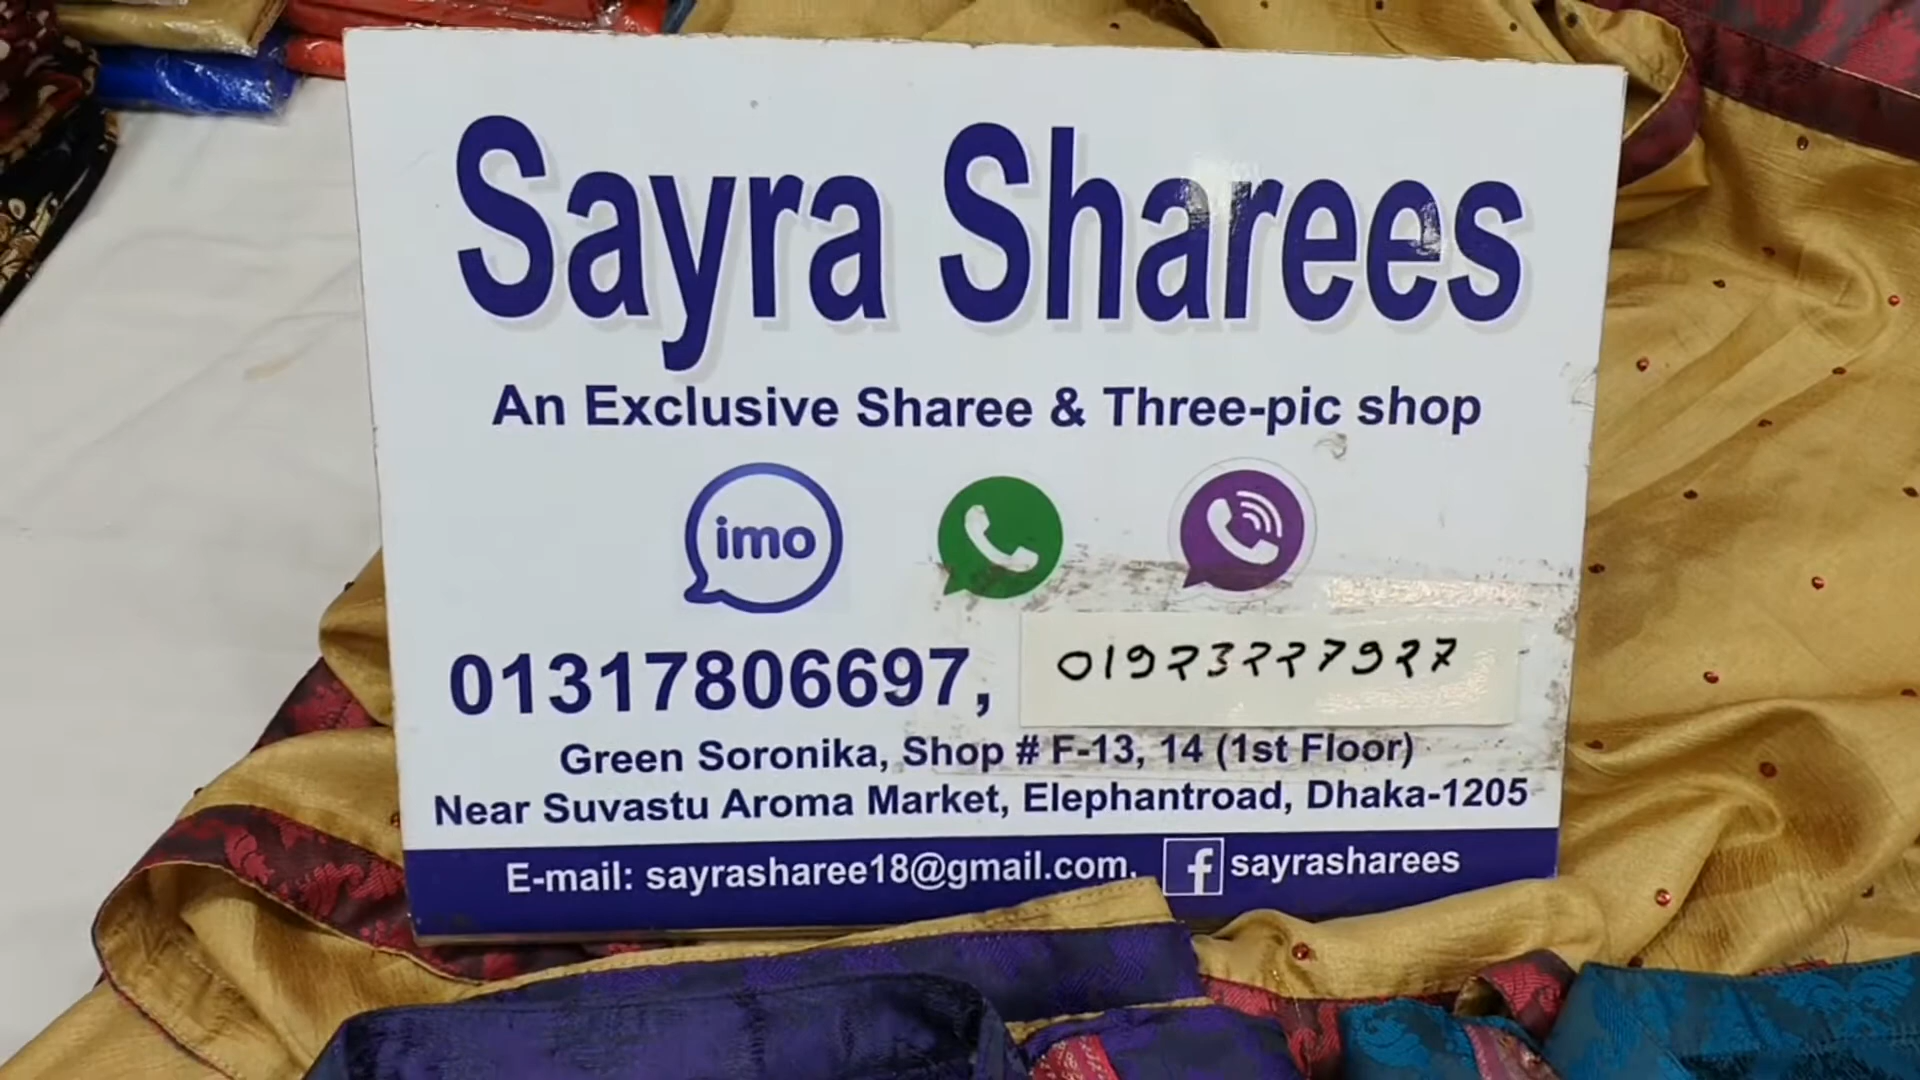 Sayra Sharees
An Exclusive Sharee & Three-pic shop
imo
01317806697,
Green Soronika, Shop # F-13, 14 (1st Floor)
Near Suvastu Aroma Market, Elephantroad, Dhaka-1205
E-mail: sayrasharee18@gmail.com, f sayrasharees